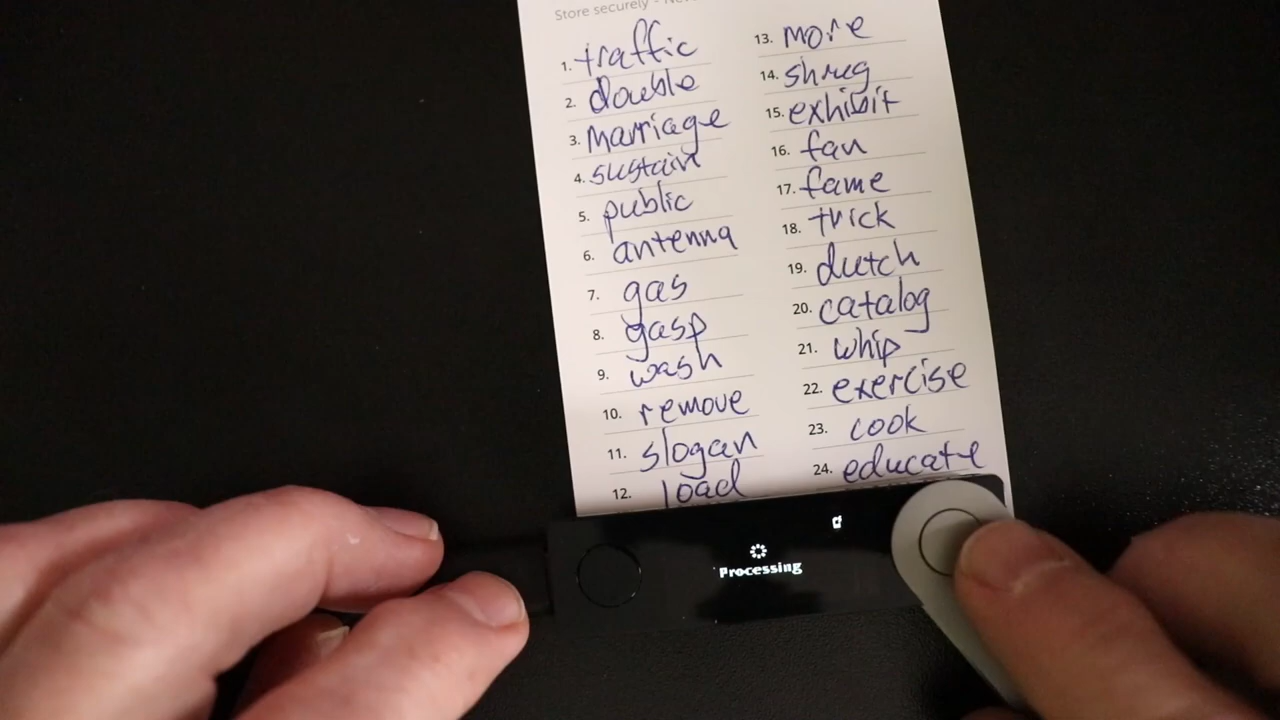 Store securely -
1. traffic
2. double
3. marriage
4. sustain
5. public
6. antenna
7. gas
8. gasp
9. wash
10. remove
11. slogan
12. load
13. more
14. shrug
15. exhibit
16. fan
17. fame
18. trick
19. dutch
20. catalog
21. whip
22. exercise
23. cook
24. educate
Processing